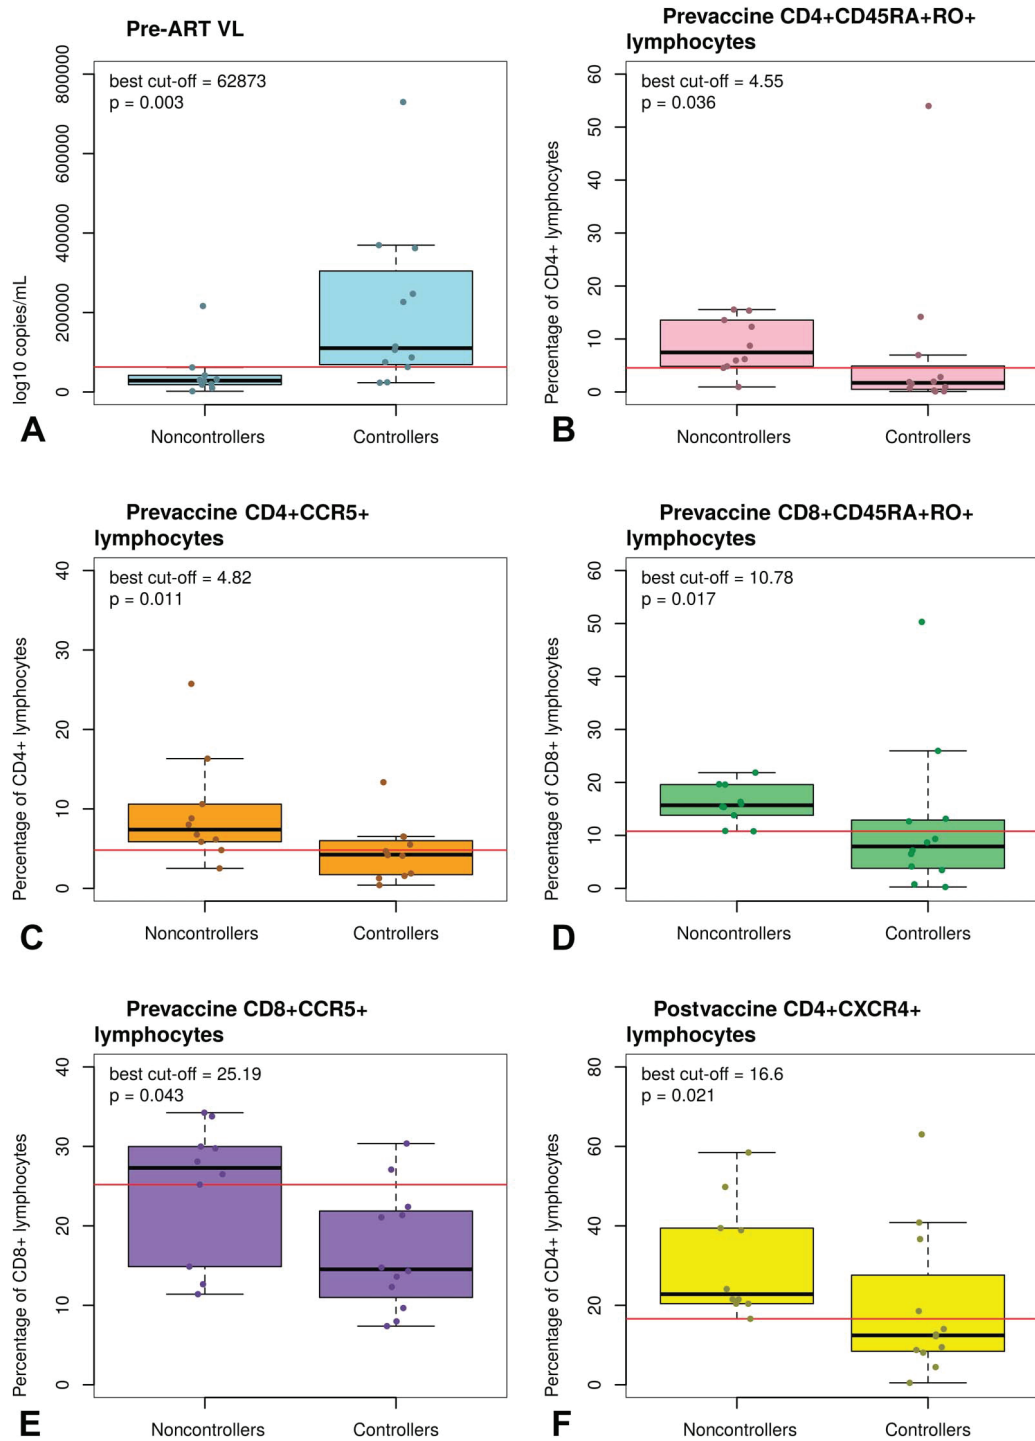 Pre-ART VL
best cut-off = 62873
p = 0.003
log10 copies/mL
800000
600000
400000
200000
0
Noncontrollers
Controllers
A
Prevaccine CD4+CD45RA+RO+
lymphocytes
best cut-off = 4.55
p = 0.036
Percentage of CD4+ lymphocytes
60
50
40
30
20
10
0
Noncontrollers
Controllers
B
Prevaccine CD4+CCR5+
lymphocytes
best cut-off = 4.82
p = 0.011
Percentage of CD4+ lymphocytes
40
30
20
10
0
Noncontrollers
Controllers
C
Prevaccine CD8+CD45RA+RO+
lymphocytes
best cut-off = 10.78
p = 0.017
Percentage of CD8+ lymphocytes
60
50
40
30
20
10
0
Noncontrollers
Controllers
D
Prevaccine CD8+CCR5+
lymphocytes
best cut-off = 25.19
p = 0.043
Percentage of CD8+ lymphocytes
40
30
20
10
0
Noncontrollers
Controllers
E
Postvaccine CD4+CXCR4+
lymphocytes
best cut-off = 16.6
p = 0.021
Percentage of CD4+ lymphocytes
80
60
40
20
0
Noncontrollers
Controllers
F